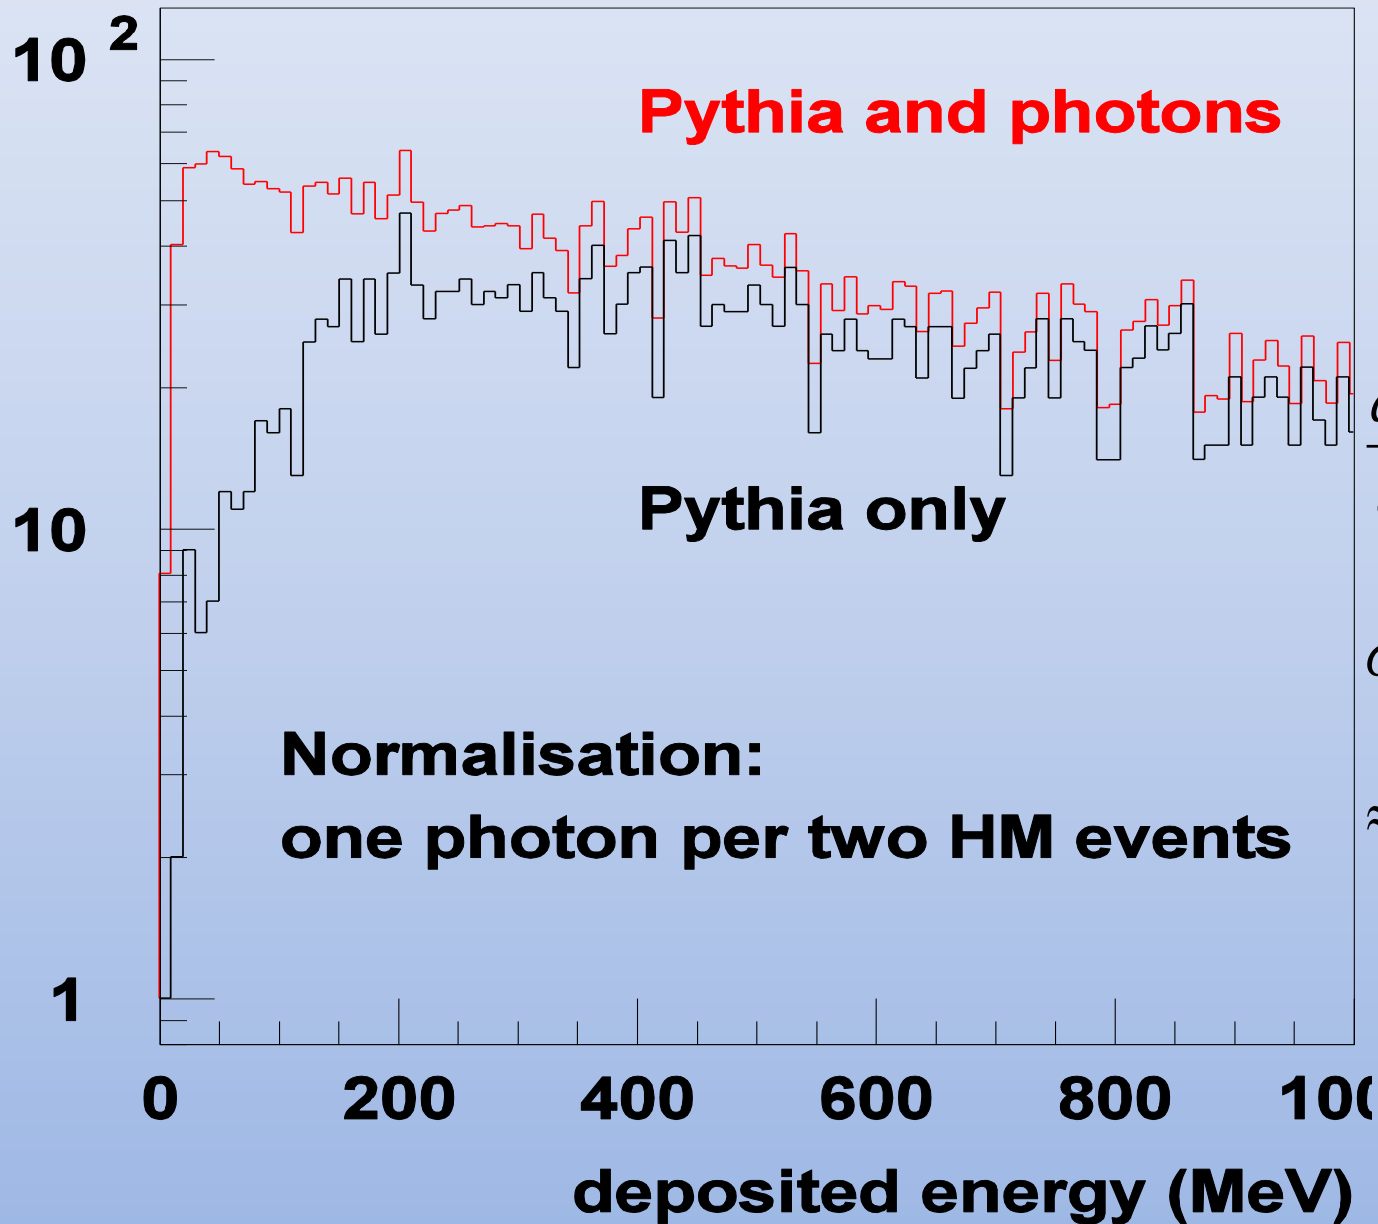 10 2
Pythia and photons
10
Pythia only
Normalisation:
one photon per two HM events
1
0 200 400 600 800
deposited energy (MeV)